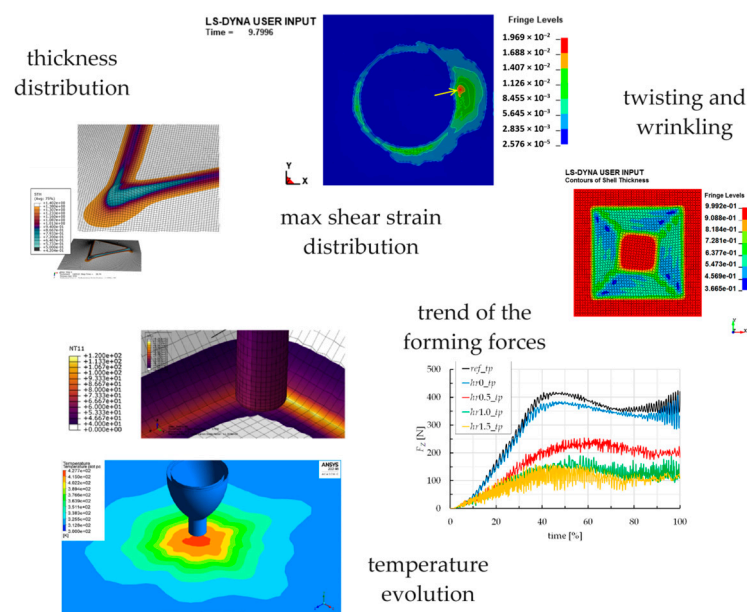 LS-DYNA USER INPUT
Time = 9.7996
Fringe Levels
1.969 × 10⁻²
1.688 × 10⁻²
1.407 × 10⁻²
1.126 × 10⁻²
8.455 × 10⁻³
5.645 × 10⁻³
2.835 × 10⁻³
2.576 × 10⁻⁵
Y
X
thickness
distribution
max shear strain
distribution
twisting and
wrinkling
LS-DYNA USER INPUT
Contours of Shell Thickness
Fringe Levels
9.992e-01
9.088e-01
8.184e-01
7.281e-01
6.377e-01
5.473e-01
4.569e-01
3.665e-01
NT11
+1.200e+02
+1.133e+02
+1.067e+02
+1.000e+02
+9.333e+01
+8.667e+01
+8.000e+01
+7.333e+01
+6.667e+01
+6.000e+01
+5.333e+01
+4.667e+01
+4.000e+01
+0.000e+00
trend of the
forming forces
500
400
300
200
100
0
F_Z [N]
ref_tp
hr0_tp
hr0.5_tp
hr1.0_tp
hr1.5_tp
0 20 40 60 80 100
time [%]
Temperature
ANSYS
temperature
evolution